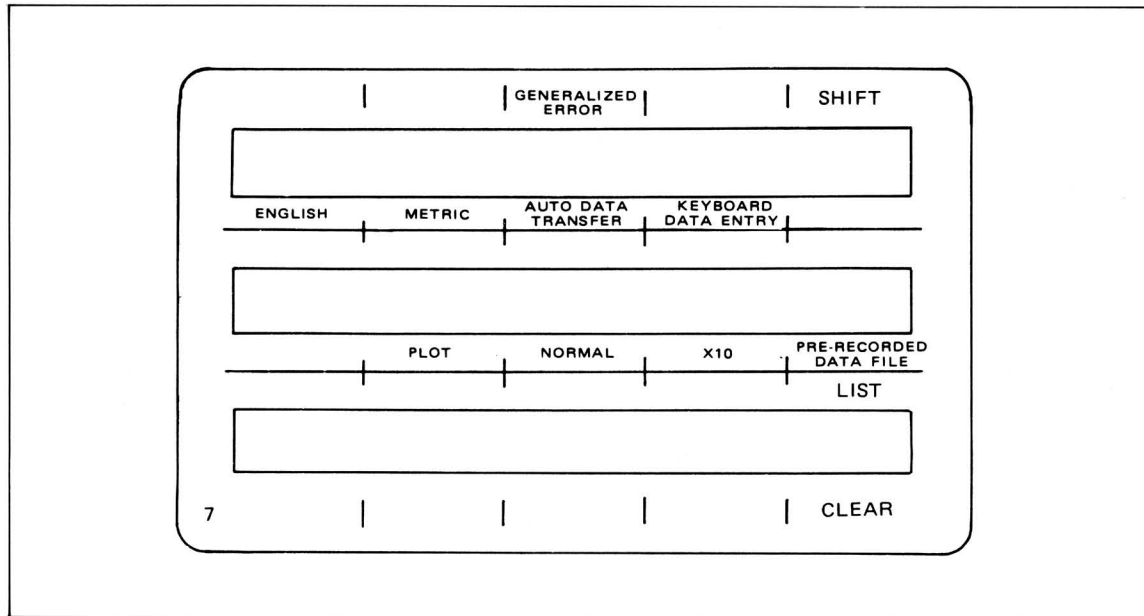 GENERALIZED SHIFT
ERROR
ENGLISH METRIC AUTO DATA KEYBOARD
TRANSFER DATA ENTRY
PLOT NORMAL X10 PRE-RECORDED
DATA FILE
LIST
7 CLEAR